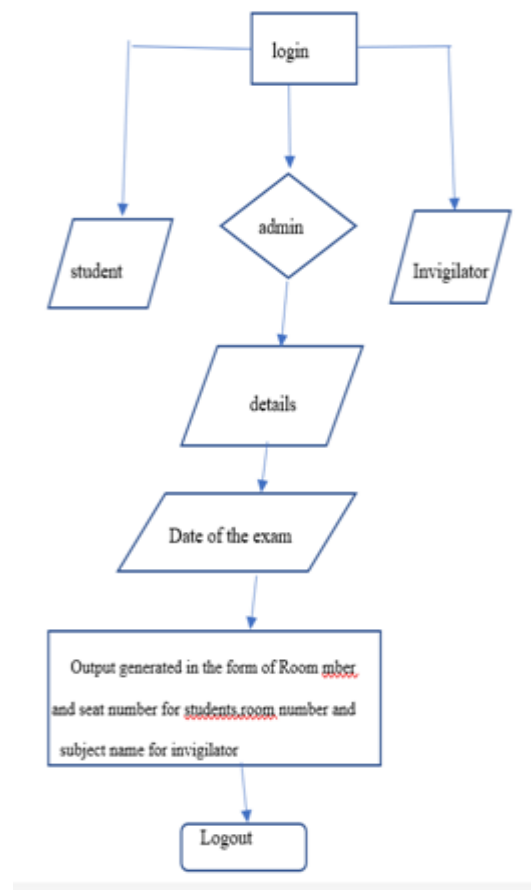 login
student
admin
Invigilator
details
Date of the exam
Output generated in the form of Room mber
and seat number for students,room number and
subject name for invigilator
Logout